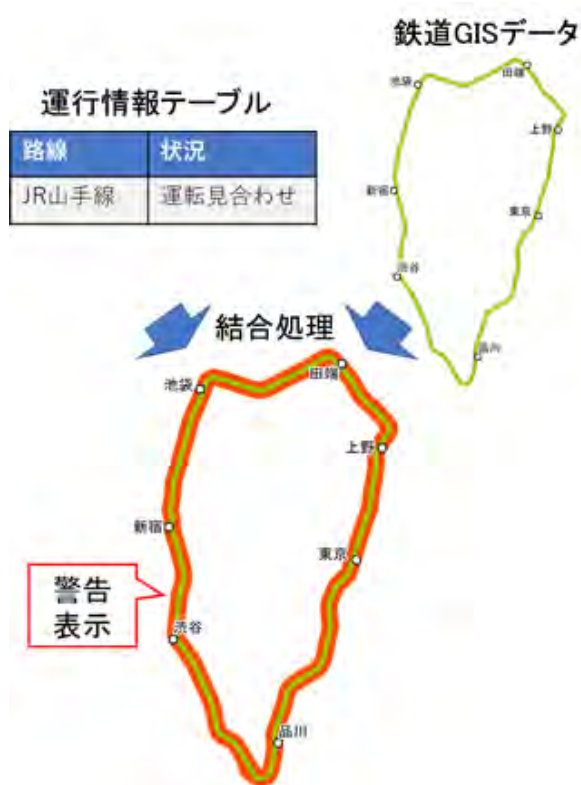 鉄道GISデータ
運行情報テーブル
路線 状況
JR山手線 運転見合わせ
田端
池袋
上野
新宿
東京
渋谷
品川
結合処理
田端
池袋
上野
新宿
東京
警告
表示
渋谷
品川